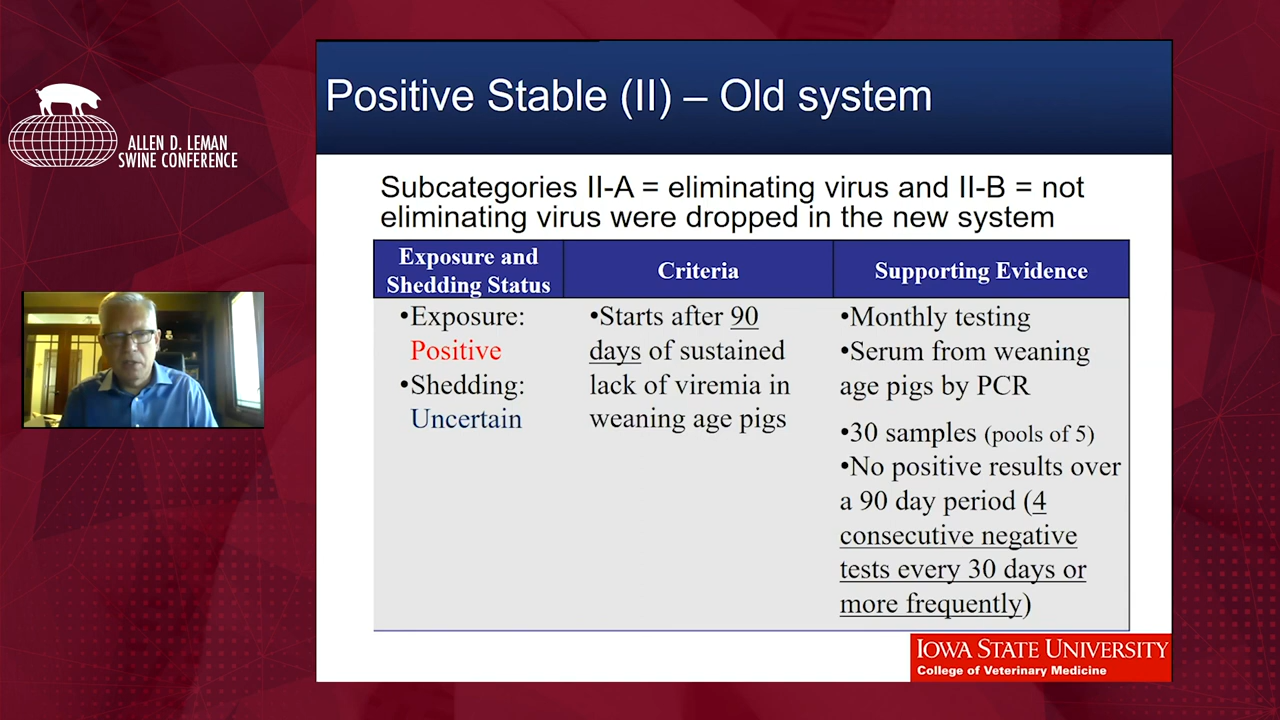 ALLEN D. LEMAN
SWINE CONFERENCE
Positive Stable (II) – Old system
Subcategories II-A = eliminating virus and II-B = not
eliminating virus were dropped in the new system
Exposure and
Shedding Status
Criteria
Supporting Evidence
•Exposure:
Positive
•Shedding:
Uncertain
•Starts after 90
days of sustained
lack of viremia in
weaning age pigs
•Monthly testing
•Serum from weaning
age pigs by PCR
•30 samples (pools of 5)
•No positive results over
a 90 day period (4
consecutive negative
tests every 30 days or
more frequently)
IOWA STATE UNIVERSITY
College of Veterinary Medicine